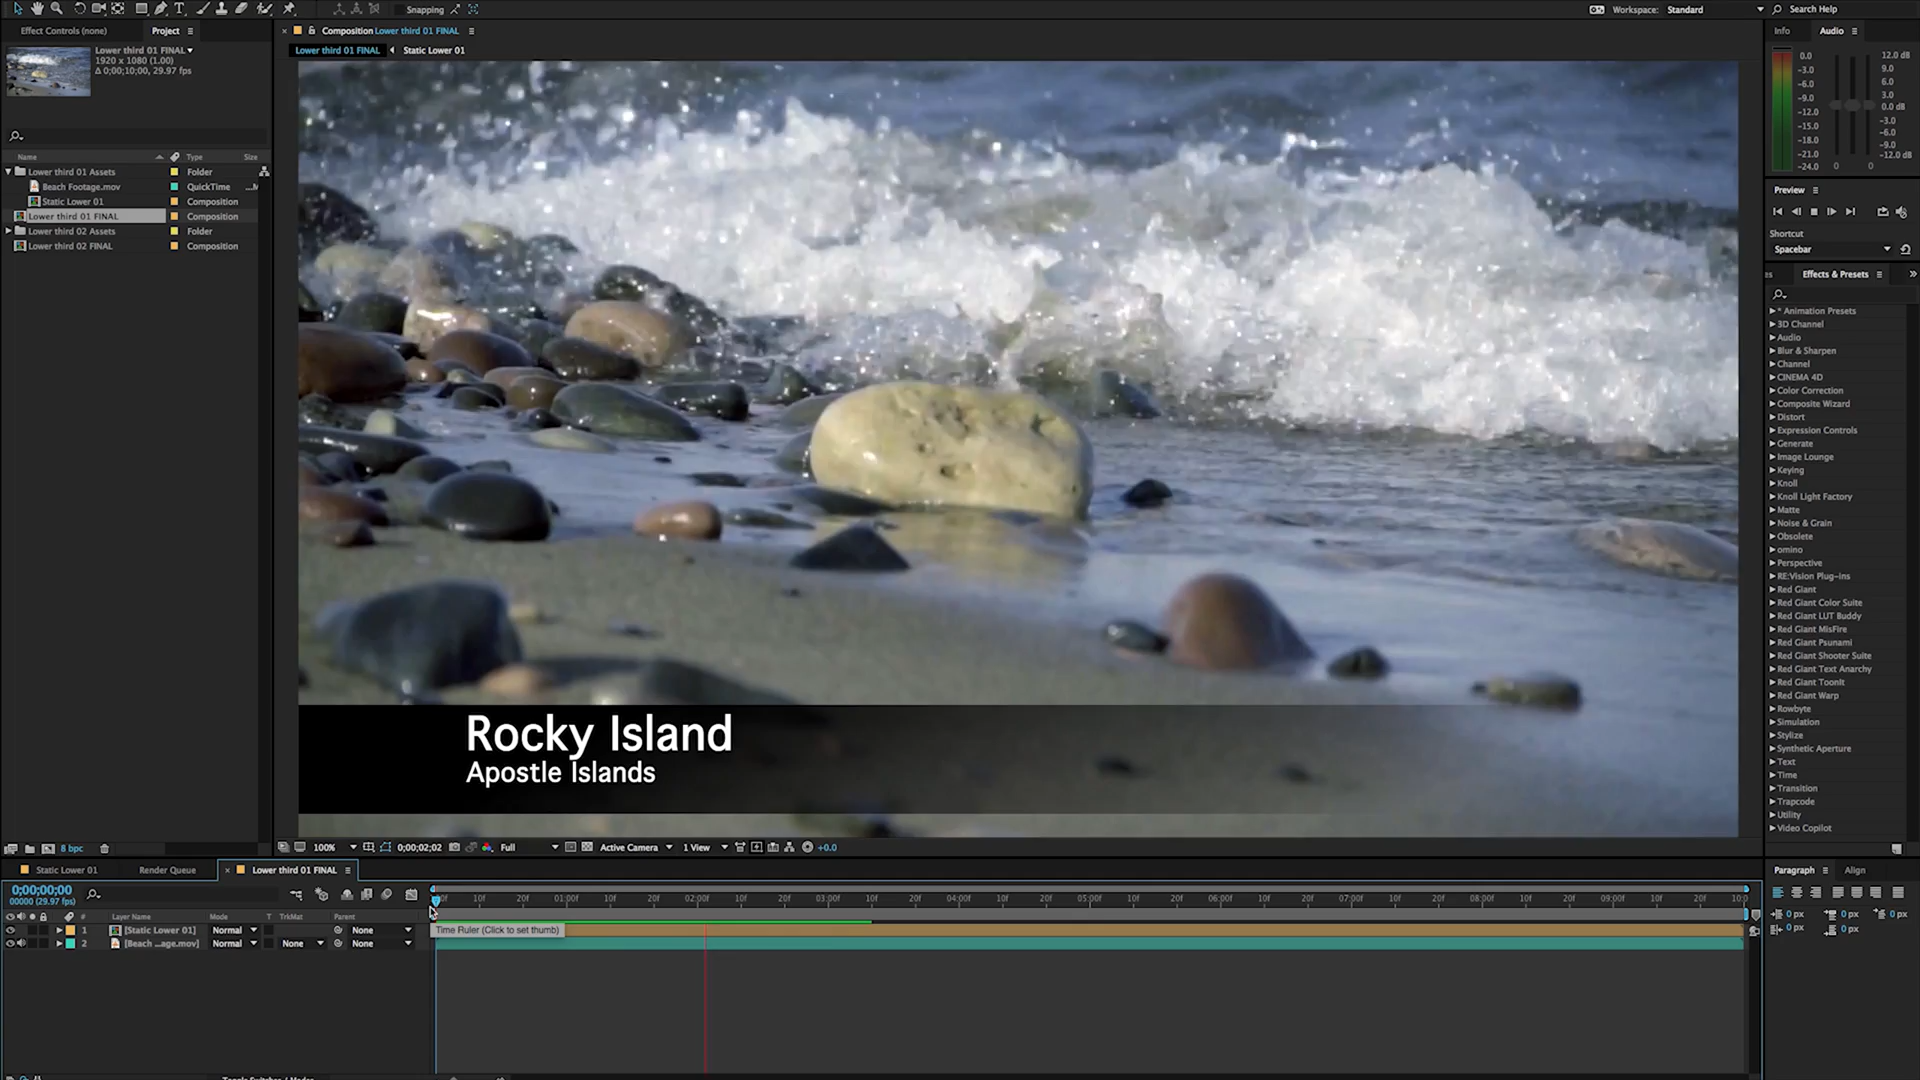 Snapping
Workspace: Standard
Search Help
Effect Controls (none)
Project
Composition Lower third 01 FINAL
Info
Audio
Lower third 01 FINAL
1920 x 1080 (1.00)
Δ 0;00;10;00, 29.97 fps
Lower third 01 FINAL
Static Lower 01
0.0
-3.0
-6.0
-9.0
-12.0
-15.0
-18.0
-21.0
-24.0
12.0 dB
9.0
6.0
3.0
0.0 dB
-3.0
-6.0
-9.0
-12.0 dB
0 0
Name Type Size
Lower third 01 Assets Folder
Beach Footage.mov QuickTime ...M
Static Lower 01 Composition
Lower third 01 FINAL Composition
Lower third 02 Assets Folder
Lower third 02 FINAL Composition
Preview
Shortcut
Spacebar
Effects & Presets
* Animation Presets
3D Channel
Audio
Blur & Sharpen
Channel
CINEMA 4D
Color Correction
Composite Wizard
Distort
Expression Controls
Generate
Image Lounge
Keying
Knoll
Knoll Light Factory
Matte
Noise & Grain
Obsolete
omino
Perspective
RE:Vision Plug-ins
Red Giant
Red Giant Color Suite
Red Giant LUT Buddy
Red Giant MisFire
Red Giant Psunami
Red Giant Shooter Suite
Red Giant Text Anarchy
Red Giant ToonIt
Red Giant Warp
Rowbyte
Simulation
Stylize
Synthetic Aperture
Text
Time
Transition
Trapcode
Utility
Video Copilot
Rocky Island
Apostle Islands
8 bpc
100%
0;00;02;02
Full
Active Camera
1 View
+0.0
Static Lower 01
Render Queue
Lower third 01 FINAL
Paragraph
Align
0;00;00;00
00000 (29.97 fps)
10f 20f 01:00f 10f 20f 02:00f 10f 20f 03:00f 10f 20f 04:00f 10f 20f 05:00f 10f 20f 06:00f 10f 20f 07:00f 10f 20f 08:00f 10f 20f 09:00f 10f 20f 10:0
# Layer Name Mode T TrkMat Parent
1 [Static Lower 01] Normal None
Time Ruler (Click to set thumb)
2 [Beach ...age.mov] Normal None None
0 px 0 px 0 px
0 px 0 px